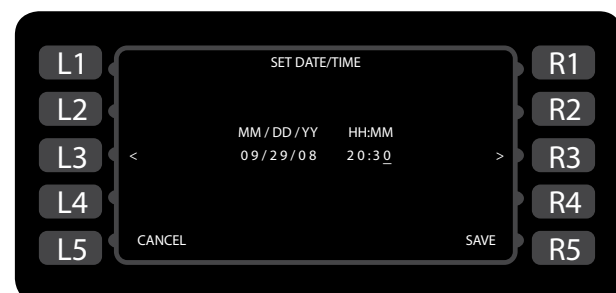 SET DATE/TIME
L1
R1
L2
R2
MM / DD / YY HH:MM
L3
< 09/29/08 20:30 >
R3
L4
R4
L5
CANCEL SAVE
R5